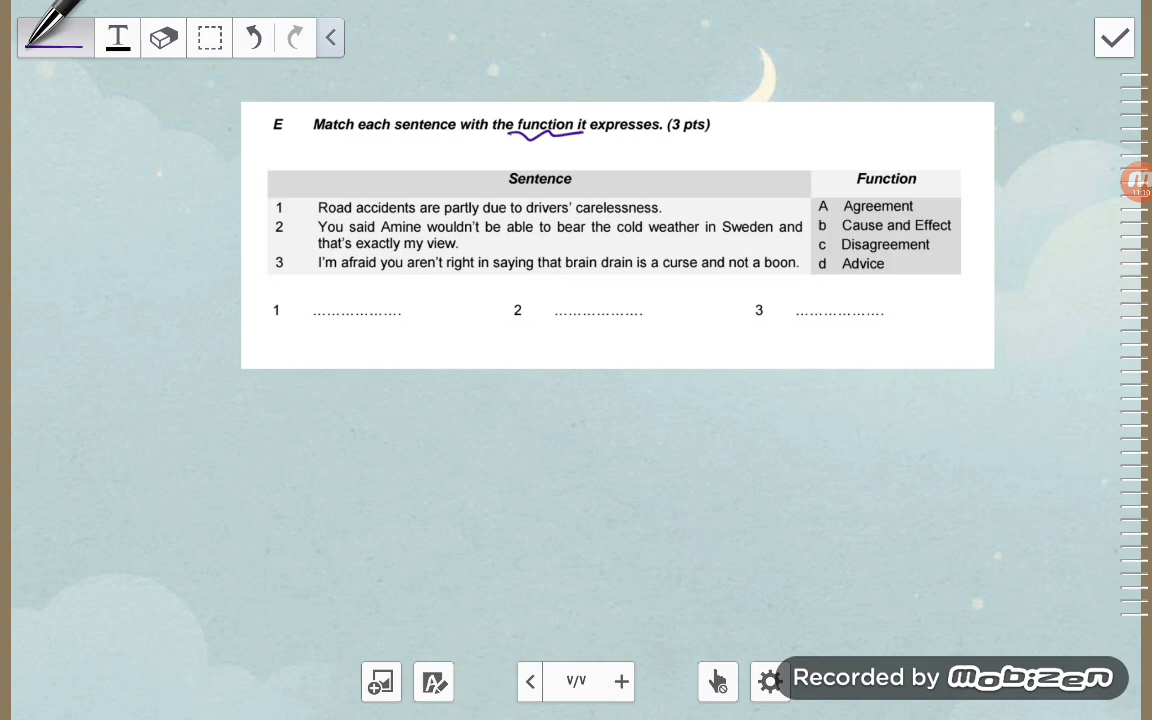 T
E Match each sentence with the function it expresses. (3 pts)
Sentence Function
1 Road accidents are partly due to drivers' carelessness. A Agreement
2 You said Amine wouldn't be able to bear the cold weather in Sweden and b Cause and Effect
that's exactly my view. c Disagreement
3 I'm afraid you aren't right in saying that brain drain is a curse and not a boon. d Advice
1 .................. 2 .................. 3 ..................
11:10
Recorded by mobizen